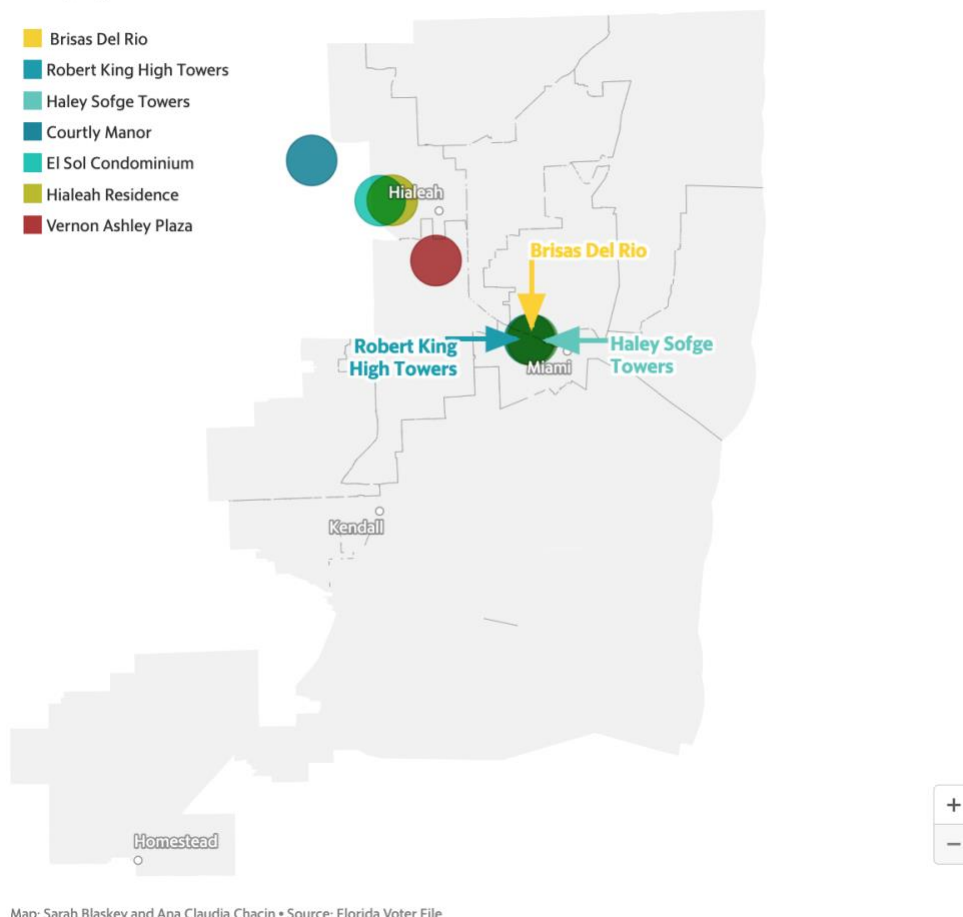 Brisas Del Rio
Robert King High Towers
Haley Sofge Towers
Courtly Manor
El Sol Condominium
Hialeah Residence
Vernon Ashley Plaza
Hialeah
Brisas Del Rio
Robert King
High Towers
Haley Sofge
Towers
Miami
Kendall
Homestead
+
−
Map: Sarah Blaskey and Ana Claudia Chacin • Source: Florida Voter File